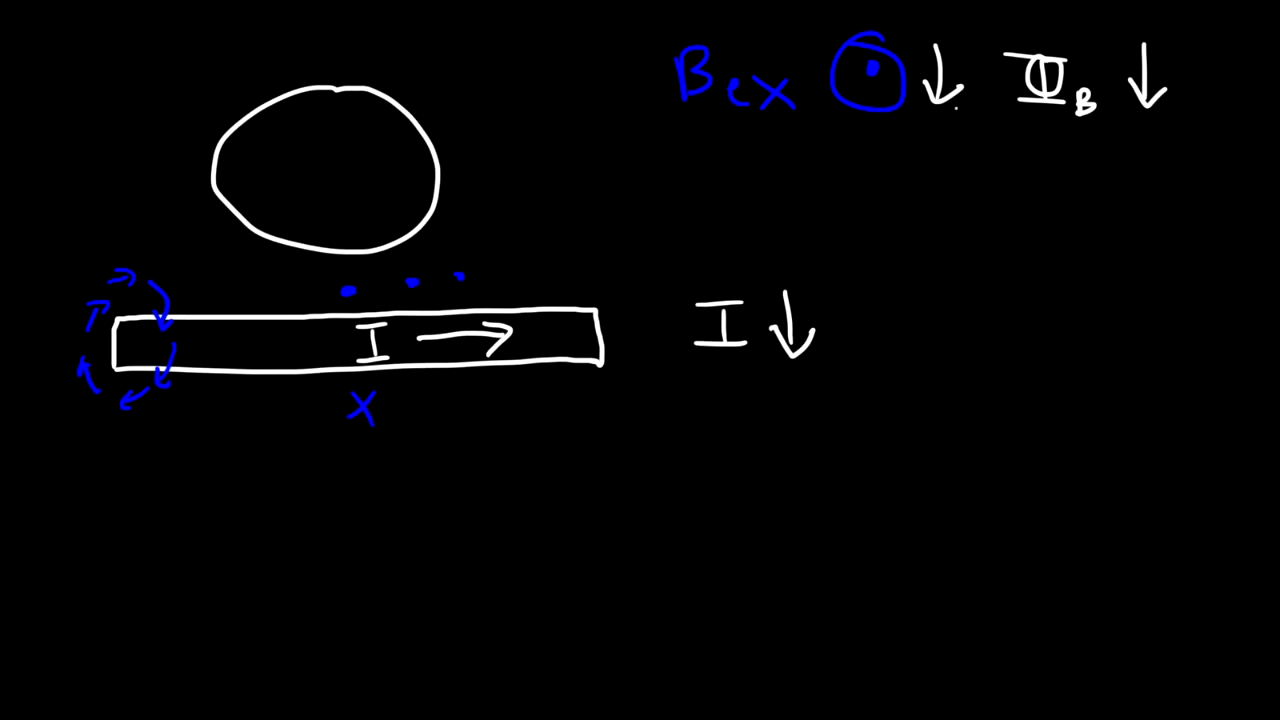 Bex ⊙ ↓ Φ_B ↓
I → I ↓
X